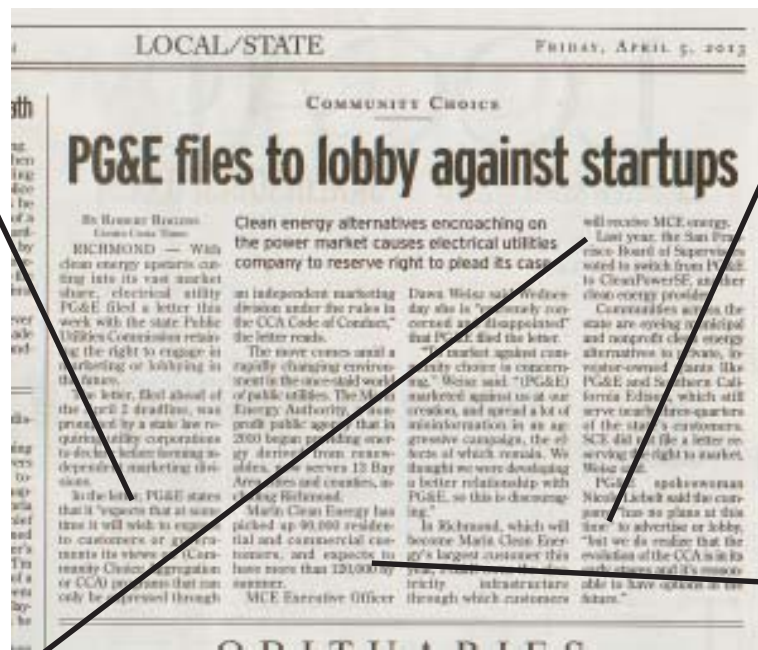 LOCAL/STATE
FRIDAY, APRIL 5, 2013
ath
COMMUNITY CHOICE
PG&E files to lobby against startups
Clean energy alternatives encroaching on
the power market causes electrical utilities
company to reserve right to plead its case
RICHMOND — With
clean energy upstarts cut-
ting into its vast market
share, electrical utility
PG&E filed a letter this
week with the state Public
Utilities Commission retain-
ing the right to engage in
marketing or lobbying in
the future.
letter, filed ahead of
the April 2 deadline, was
prompted by a state law re-
quiring utility corporations
to declare before forming in-
dependent marketing divi-
sions.
In the letter, PG&E states
that it "expects that at some
time it will wish to
to customers or
ments its views on (Com-
munity Choice Aggregation
or CCA) programs that can
only be expressed through
an independent marketing
division under the rules in
the CCA Code of Conduct,"
the letter reads.
The move comes amid a
rapidly changing environ-
ment in the once-staid world
of public utilities. The
Energy Authority,
profit public agency that in
2010 began providing ener-
gy derived from renew-
ables, now serves 13 Bay
Area cities and counties, in-
cluding Richmond.
Marin Clean Energy has
picked up 90,000 residen-
tial and commercial cus-
tomers, and expects to
have more than 120,000 by
summer.
MCE Executive Officer
Dawn Weisz said Wednes-
day she is "extremely con-
cerned and disappointed"
that PG&E filed the letter.
"To market against com-
munity choice is concern-
ing," Weisz said. "(PG&E)
marketed against us at our
creation, and spread a lot of
misinformation in an ag-
gressive campaign, the ef-
fects of which remain. We
thought we were developing
a better relationship with
PG&E, so this is discourag-
ing."
In Richmond, which will
become Marin Clean Ener-
gy's largest customer this
tricity infrastructure
through which customers
will receive MCE energy.
Last year, the San Fran-
cisco Board of Supervisors
voted to switch from PG&E
to CleanPowerSF, another
clean energy provider.
Communities across the
state are eyeing municipal
and nonprofit clean energy
alternatives to private, in-
vestor-owned giants like
PG&E and Southern Cali-
fornia Edison, which still
serve nearly three-quarters
of the state's customers.
SCE did not file a letter re-
serving the right to market,
Weisz said.
PG&E spokeswoman
Nicole Liebelt said the com-
pany "has no plans at this
time" to advertise or lobby,
"but we do realize that the
evolution of the CCA is in its
early stages and it's reason-
able to have options in the
future."
OBITUARIES